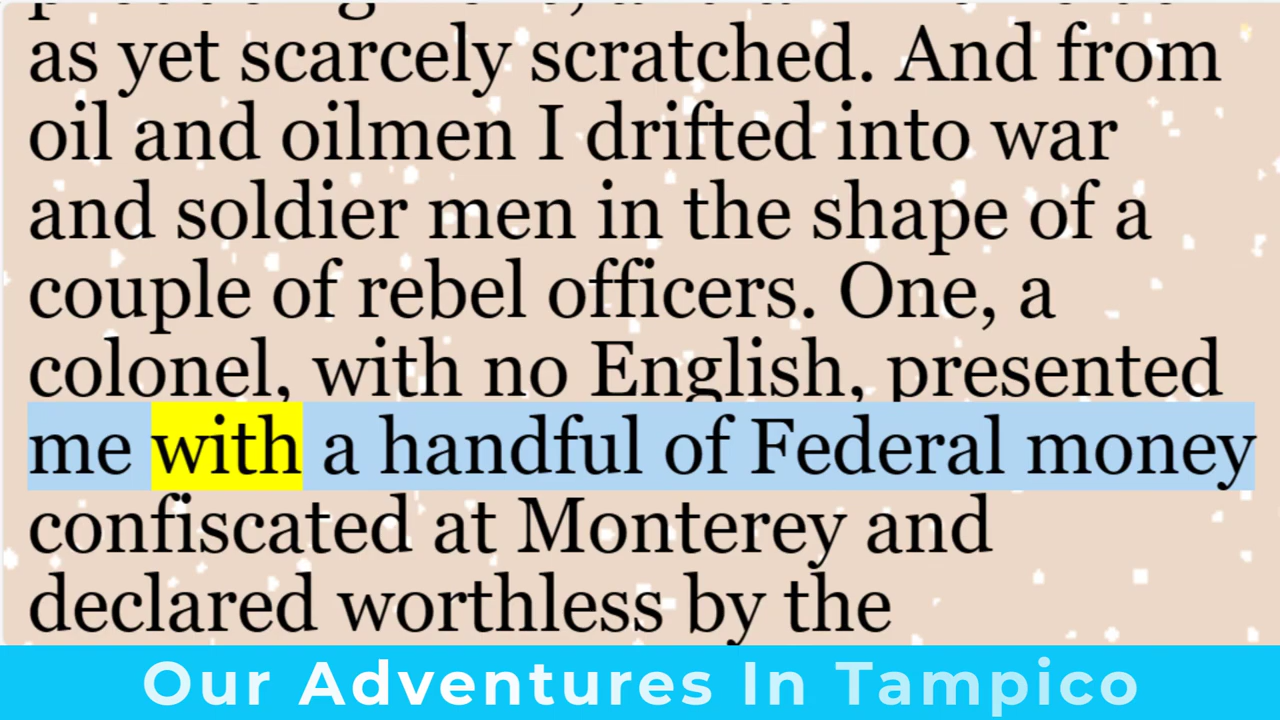 as yet scarcely scratched. And from
oil and oilmen I drifted into war
and soldier men in the shape of a
couple of rebel officers. One, a
colonel, with no English, presented
me with a handful of Federal money
confiscated at Monterey and
declared worthless by the
Our Adventures In Tampico